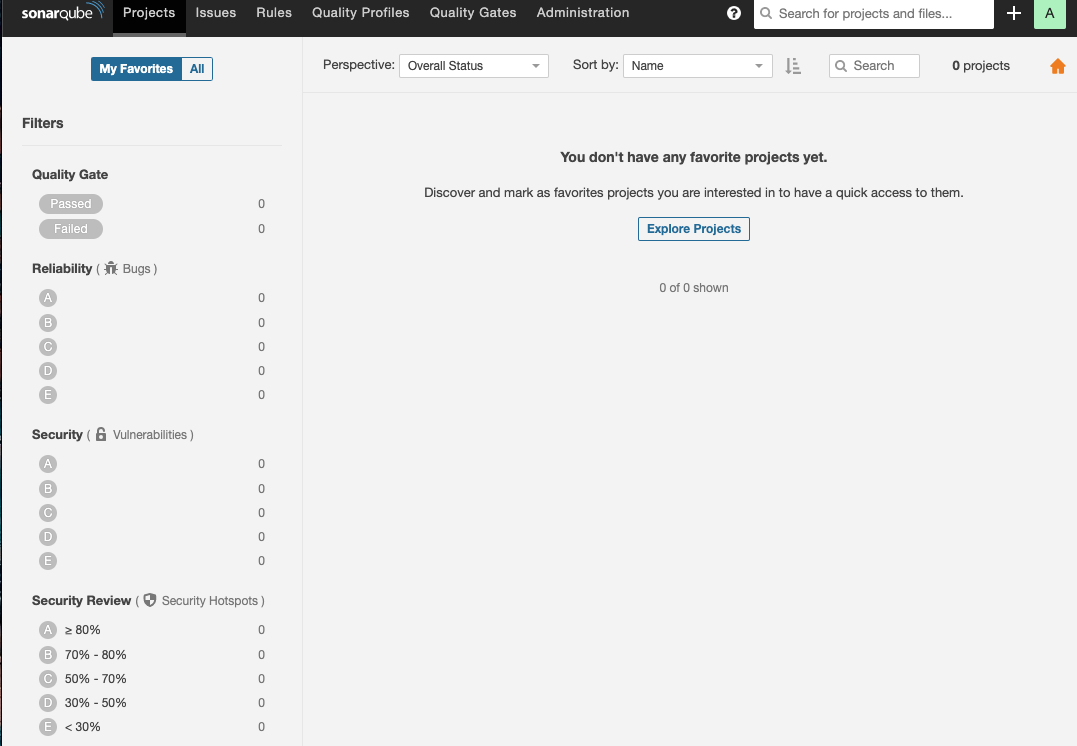 sonarqube Projects Issues Rules Quality Profiles Quality Gates Administration ? Search for projects and files... A
My Favorites All
Perspective: Overall Status Sort by: Name Search 0 projects
Filters
You don't have any favorite projects yet.
Discover and mark as favorites projects you are interested in to have a quick access to them.
Explore Projects
0 of 0 shown
Quality Gate
Passed 0
Failed 0
Reliability ( Bugs )
A 0
B 0
C 0
D 0
E 0
Security ( Vulnerabilities )
A 0
B 0
C 0
D 0
E 0
Security Review ( Security Hotspots )
A ≥ 80% 0
B 70% - 80% 0
C 50% - 70% 0
D 30% - 50% 0
E < 30% 0